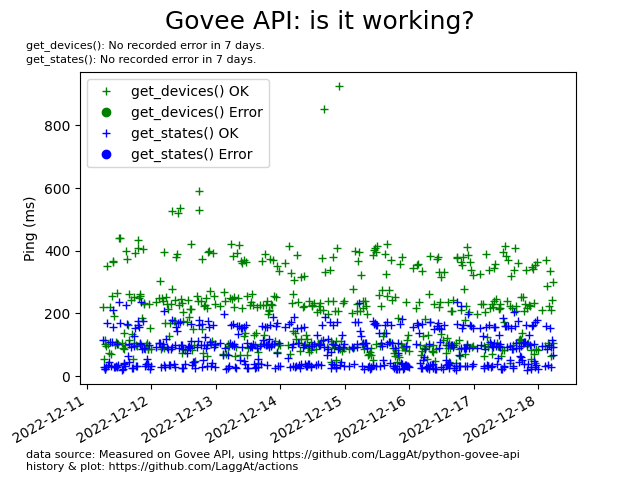 Govee API: is it working?
get_devices(): No recorded error in 7 days.
get_states(): No recorded error in 7 days.
get_devices() OK
get_devices() Error
get_states() OK
get_states() Error
Ping (ms)
800
600
400
200
0
2022-12-11
2022-12-12
2022-12-13
2022-12-14
2022-12-15
2022-12-16
2022-12-17
2022-12-18
data source: Measured on Govee API, using https://github.com/LaggAt/python-govee-api
history & plot: https://github.com/LaggAt/actions